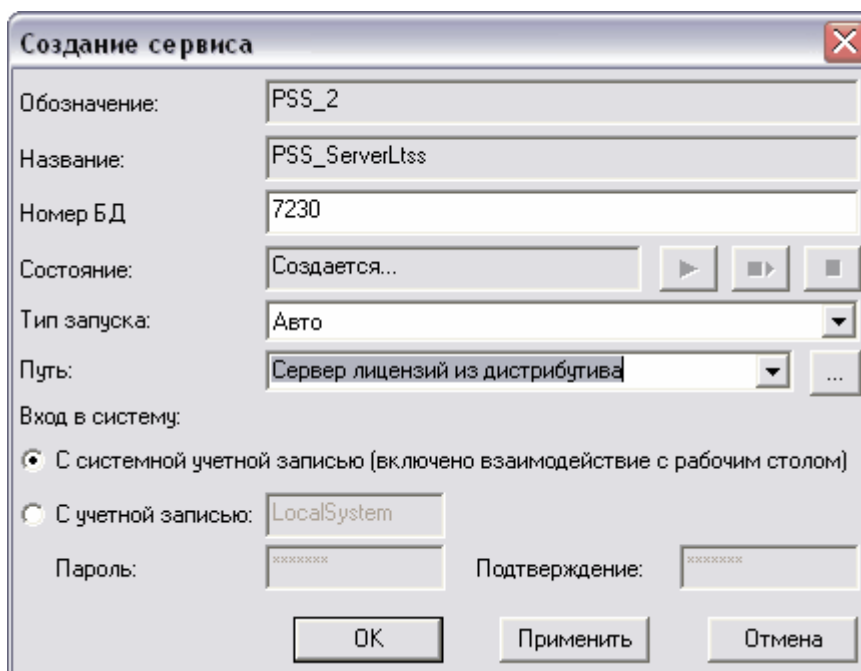 Создание сервиса
Обозначение: PSS_2
Название: PSS_ServerLtss
Номер БД 7230
Состояние: Создается...
Тип запуска: Авто
Путь: Сервер лицензий из дистрибутива ...
Вход в систему:
С системной учетной записью (включено взаимодействие с рабочим столом)
С учетной записью: LocalSystem
Пароль: ******* Подтверждение: *******
OK Применить Отмена